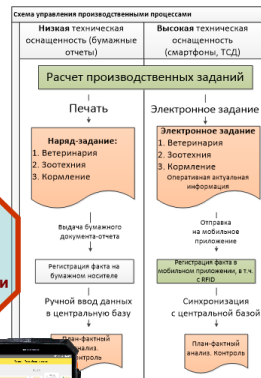 Схема управления производственными процессами
Низкая техническая
оснащенность (бумажные
отчеты)
Высокая техническая
оснащенность
(смартфоны, ТСД)
Расчет производственных заданий
Печать
Электронное задание
Наряд-задание:
1. Ветеринария
2. Зоотехния
3. Кормление
Электронное задание
1. Ветеринария
2. Зоотехния
3. Кормление
Оперативная актуальная
информация
Выдача бумажного
документа-отчета
Отправка
на мобильное
приложение
Регистрация факта на
бумажном носителе
Регистрация факта в
мобильном приложении, в т.ч.
с RFID
Ручной ввод данных
в центральную базу
Синхронизация
с центральной базой
План-фактный
анализ.
План-фактный
анализ. Контроль